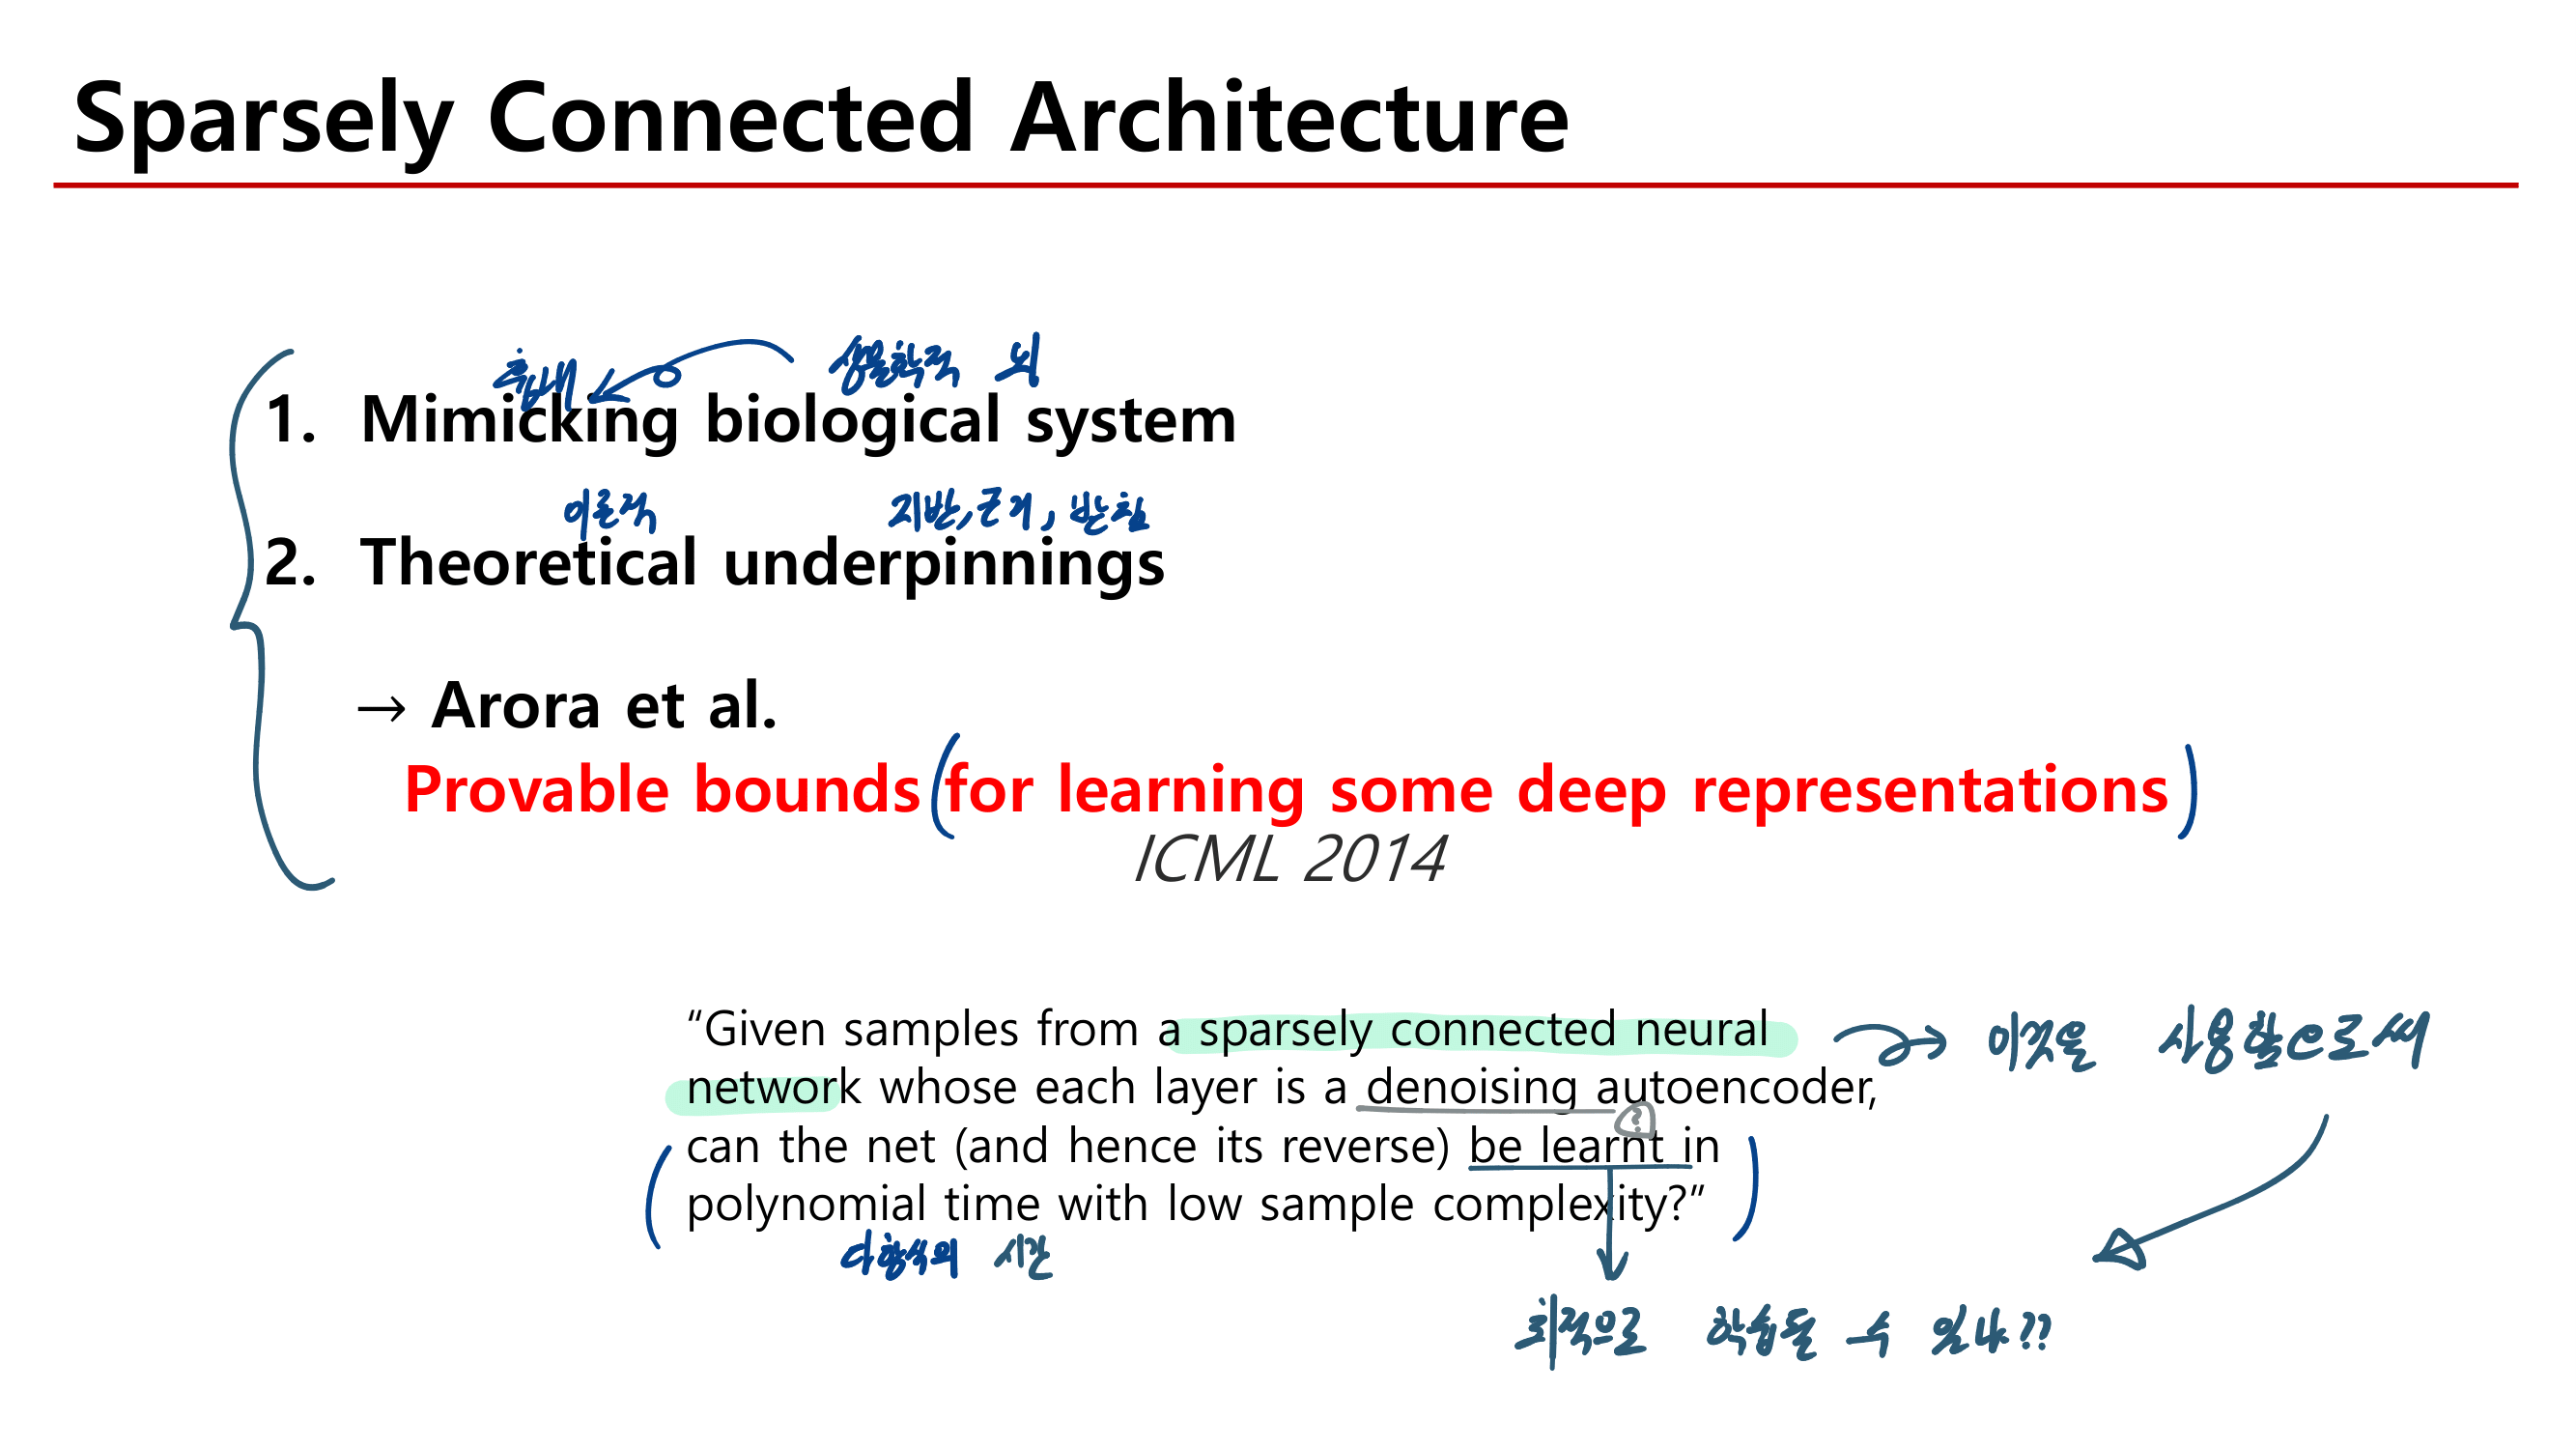 Sparsely Connected Architecture
흉내 생물학적 뇌
1. Mimicking biological system
이론적 지반, 근거, 받침
2. Theoretical underpinnings
→ Arora et al.
Provable bounds (for learning some deep representations)
ICML 2014
“Given samples from a sparsely connected neural → 이것을 사용함으로써
network whose each layer is a denoising autoencoder,
can the net (and hence its reverse) be learnt in
polynomial time with low sample complexity?”
다항식의 시간
최적으로 학습될 수 있나??